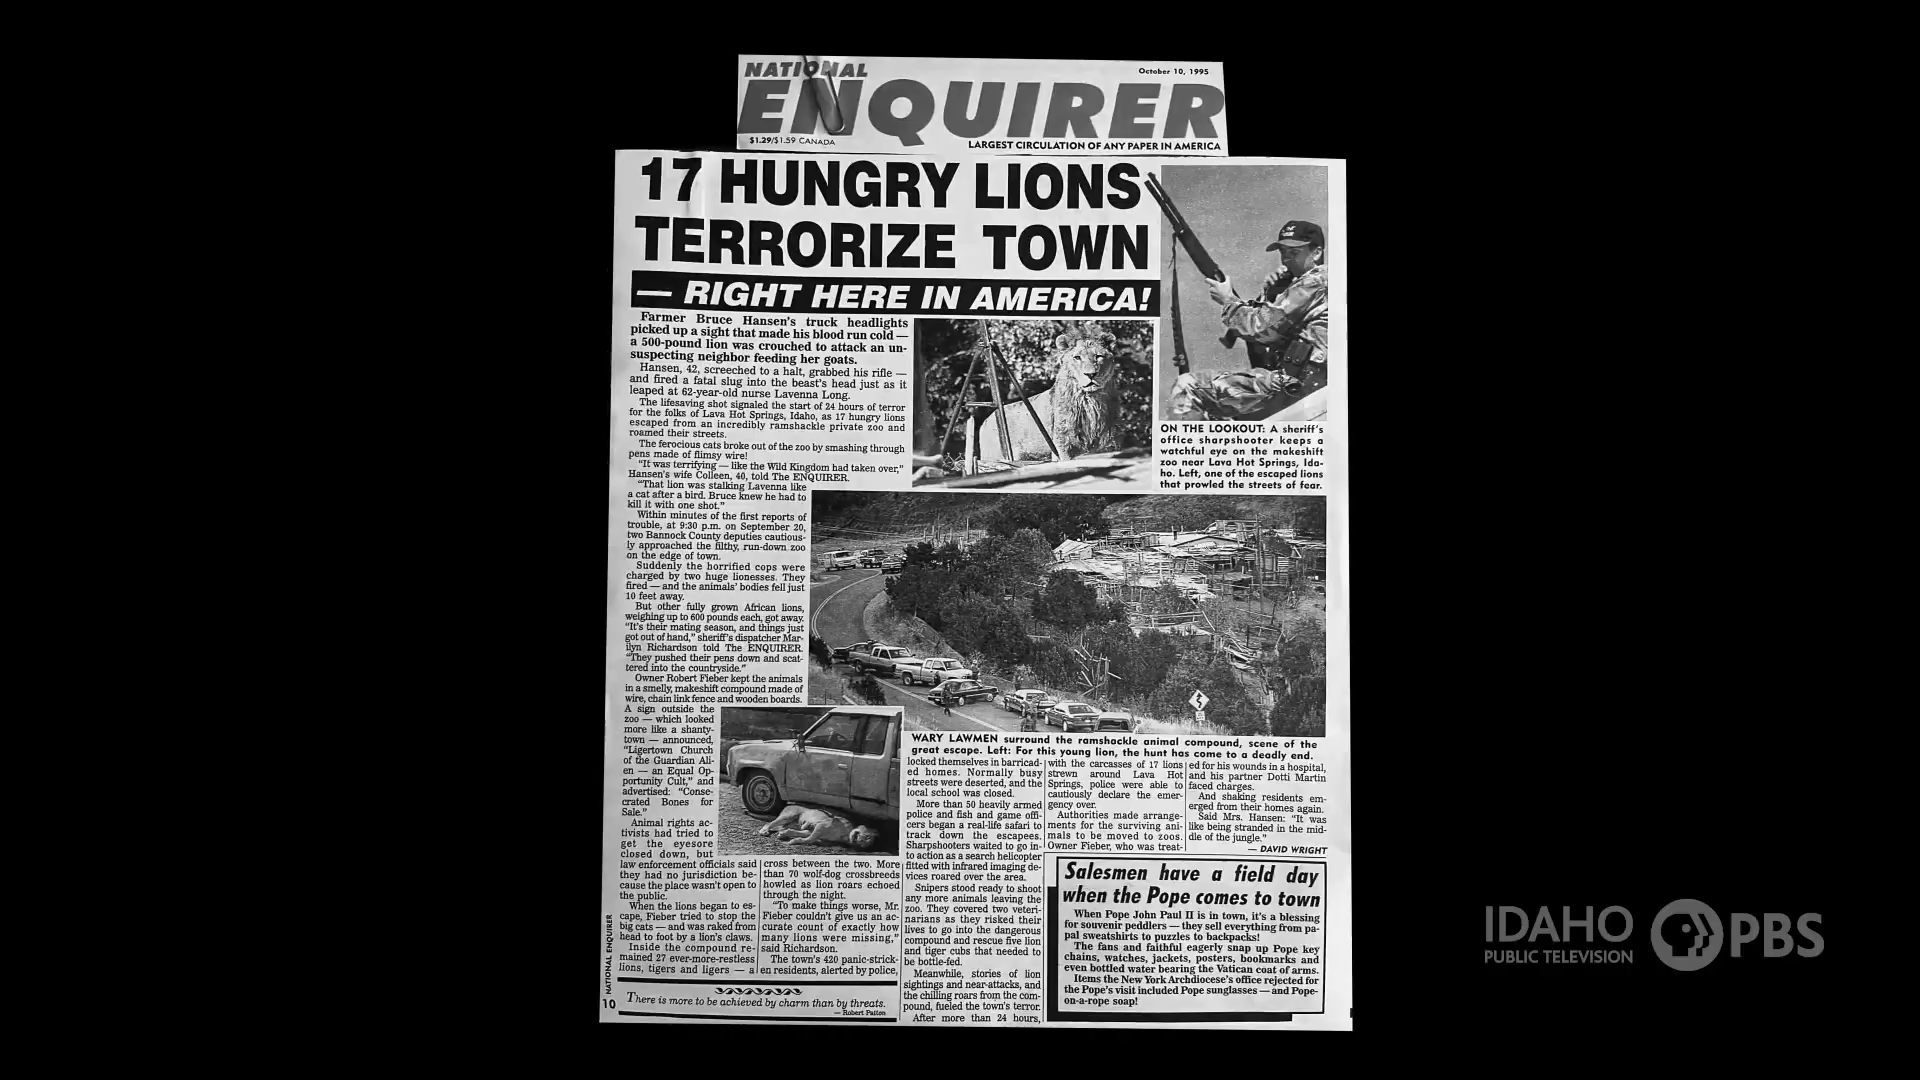 NATIONAL
ENQUIRER
October 10, 1995
$1.29/$1.59 CANADA
LARGEST CIRCULATION OF ANY PAPER IN AMERICA
17 HUNGRY LIONS
TERRORIZE TOWN
— RIGHT HERE IN AMERICA!
Farmer Bruce Hansen's truck headlights
picked up a sight that made his blood run cold —
a 500-pound lion was crouched to attack an un-
suspecting neighbor feeding her goats.
Hansen, 42, screeched to a halt, grabbed his rifle —
and fired a fatal slug into the beast's head just as it
leaped at 62-year-old nurse Lavenna Long.
The lifesaving shot signaled the start of 24 hours of terror
for the folks of Lava Hot Springs, Idaho, as 17 hungry lions
escaped from an incredibly ramshackle private zoo and
roamed their streets.
The ferocious cats broke out of the zoo by smashing through
pens made of flimsy wire!
"It was terrifying — like the Wild Kingdom had taken over,"
Hansen's wife Colleen, 40, told The ENQUIRER.
"That lion was stalking Lavenna like
a cat after a bird. Bruce knew he had to
kill it with one shot."
Within minutes of the first reports of
trouble, at 9:30 p.m. on September 20,
two Bannock County deputies cautious-
ly approached the filthy, run-down zoo
on the edge of town.
Suddenly the horrified cops were
charged by two huge lionesses. They
fired — and the animals' bodies fell just
10 feet away.
But other fully grown African lions,
weighing up to 600 pounds each, got away.
"It's their mating season, and things just
got out of hand," sheriff's dispatcher Mar-
ilyn Richardson told The ENQUIRER.
"They pushed their pens down and scat-
tered into the countryside."
Owner Robert Fieber kept the animals
in a smelly, makeshift compound made of
wire, chain link fence and wooden boards.
A sign outside the
zoo — which looked
more like a shanty-
town — announced,
"Ligertown Church
of the Guardian Ali-
en — an Equal Op-
portunity Cult," and
advertised: "Conse-
crated Bones for
Sale."
Animal rights ac-
tivists had tried to
get the eyesore
closed down, but
law enforcement officials said
they had no jurisdiction be-
cause the place wasn't open to
the public.
When the lions began to es-
cape, Fieber tried to stop the
big cats — and was raked from
head to foot by a lion's claws.
Inside the compound re-
mained 27 ever-more-restless
lions, tigers and ligers — a
cross between the two. More
than 70 wolf-dog crossbreeds
howled as lion roars echoed
through the night.
"To make things worse, Mr.
Fieber couldn't give us an ac-
curate count of exactly how
many lions were missing,"
said Richardson.
The town's 420 panic-strick-
en residents, alerted by police,
locked themselves in barricad-
ed homes. Normally busy
streets were deserted, and the
local school was closed.
More than 50 heavily armed
police and fish and game offi-
cers began a real-life safari to
track down the escapees.
Sharpshooters waited to go in-
to action as a search helicopter
fitted with infrared imaging de-
vices roared over the area.
Snipers stood ready to shoot
any more animals leaving the
zoo. They covered two veteri-
narians as they risked their
lives to go into the dangerous
compound and rescue five lion
and tiger cubs that needed to
be bottle-fed.
Meanwhile, stories of lion
sightings and near-attacks, and
the chilling roars from the com-
pound, fueled the town's terror.
After more than 24 hours,
with the carcasses of 17 lions
strewn around Lava Hot
Springs, police were able to
cautiously declare the emer-
gency over.
Authorities made arrange-
ments for the surviving ani-
mals to be moved to zoos.
Owner Fieber, who was treat-
ed for his wounds in a hospital,
and his partner Dotti Martin
faced charges.
And shaking residents em-
erged from their homes again.
Said Mrs. Hansen: "It was
like being stranded in the mid-
dle of the jungle."
— DAVID WRIGHT
ON THE LOOKOUT: A sheriff's
office sharpshooter keeps a
watchful eye on the makeshift
zoo near Lava Hot Springs, Ida-
ho. Left, one of the escaped lions
that prowled the streets of fear.
WARY LAWMEN surround the ramshackle animal compound, scene of the
great escape. Left: For this young lion, the hunt has come to a deadly end.
Salesmen have a field day
when the Pope comes to town
When Pope John Paul II is in town, it's a blessing
for souvenir peddlers — they sell everything from pa-
pal sweatshirts to puzzles to backpacks!
The fans and faithful eagerly snap up Pope key
chains, watches, jackets, posters, bookmarks and
even bottled water bearing the Vatican coat of arms.
Items the New York Archdiocese's office rejected for
the Pope's visit included Pope sunglasses — and Pope-
on-a-rope soap!
There is more to be achieved by charm than by threats.
— Robert Patton
NATIONAL ENQUIRER
10
IDAHO
PUBLIC TELEVISION
PBS